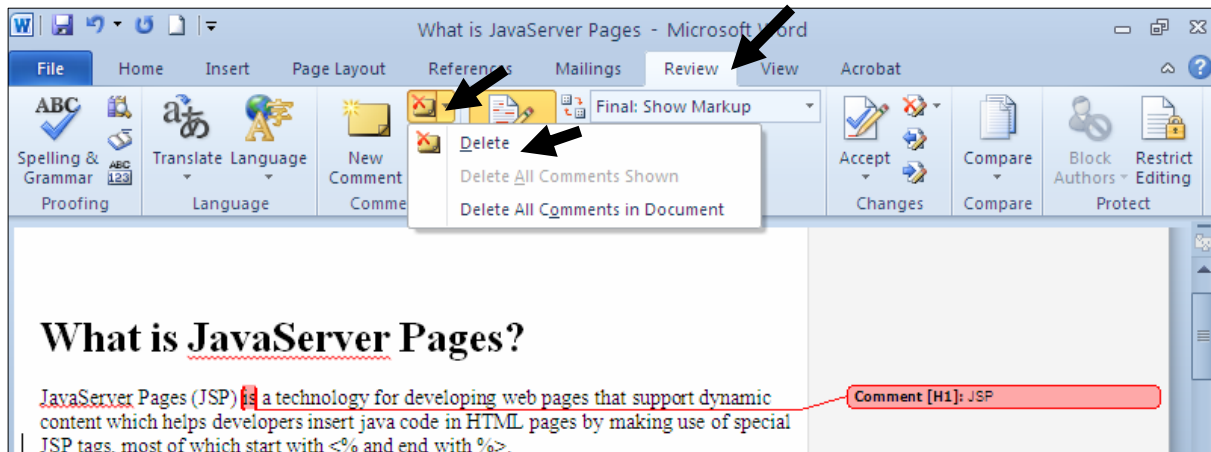 What is JavaServer Pages - Microsoft Word
File Home Insert Page Layout References Mailings Review View Acrobat
ABC
Spelling &
Grammar
ABC
123
Proofing
Translate Language
Language
New
Comment
Comme
Final: Show Markup
Delete
Delete All Comments Shown
Delete All Comments in Document
Accept
Changes
Compare
Compare
Block
Authors
Restrict
Editing
Protect
What is JavaServer Pages?
JavaServer Pages (JSP) is a technology for developing web pages that support dynamic
content which helps developers insert java code in HTML pages by making use of special
JSP tags, most of which start with <% and end with %>.
Comment [H1]: JSP